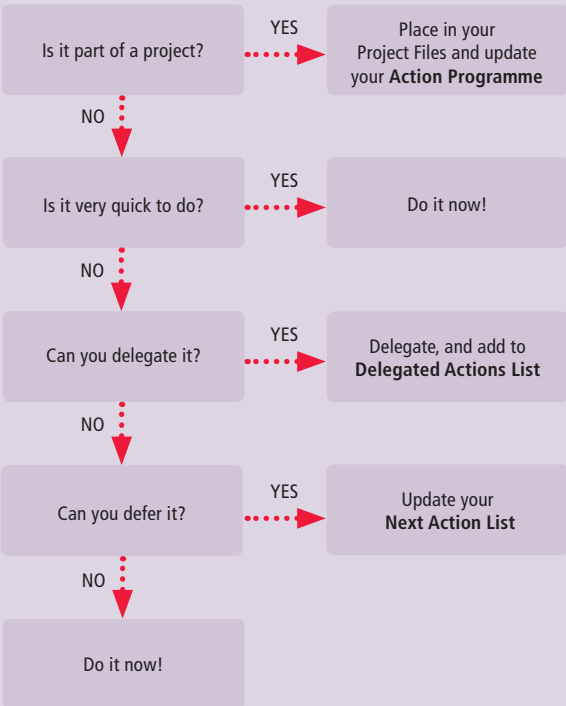 Is it part of a project?
YES
Place in your
Project Files and update
your Action Programme
NO
Is it very quick to do?
YES
Do it now!
NO
Can you delegate it?
YES
Delegate, and add to
Delegated Actions List
NO
Can you defer it?
YES
Update your
Next Action List
NO
Do it now!